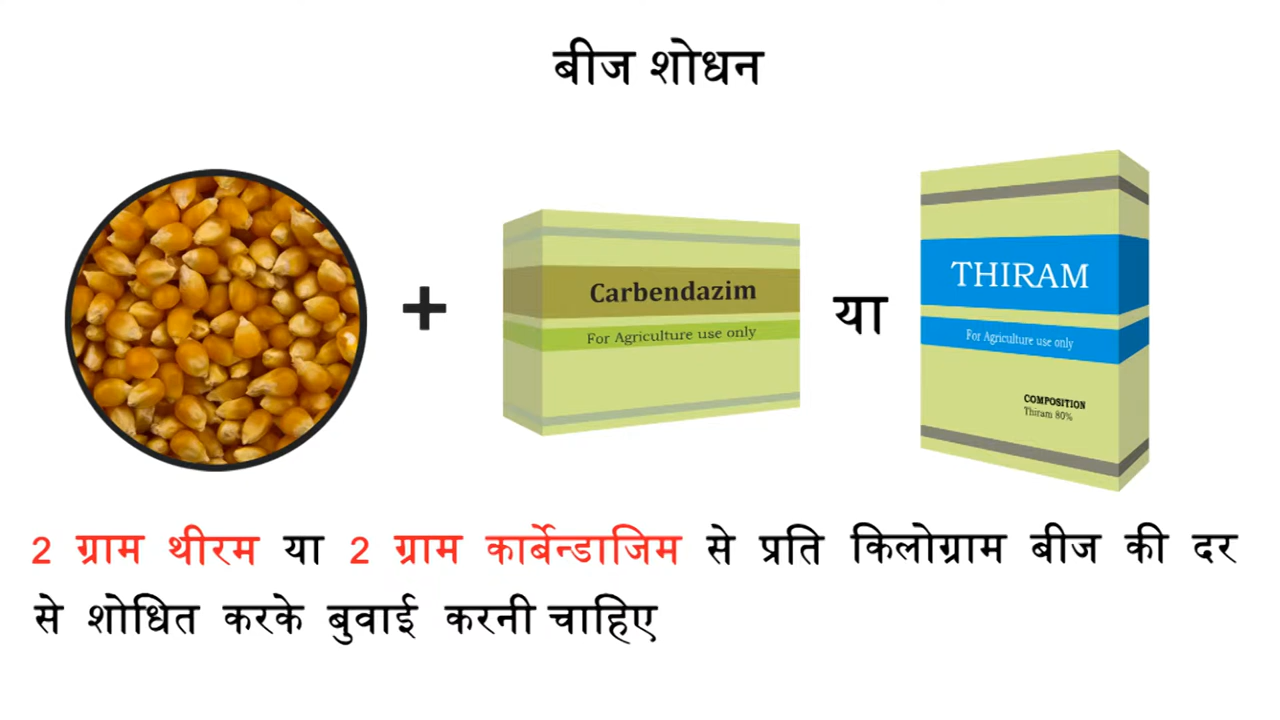 बीज शोधन
+
Carbendazim
For Agriculture use only
या
THIRAM
For Agriculture use only
COMPOSITION
Thiram 80%
2 ग्राम थीरम या 2 ग्राम कार्बेन्डाजिम से प्रति किलोग्राम बीज की दर
से शोधित करके बुवाई करनी चाहिए